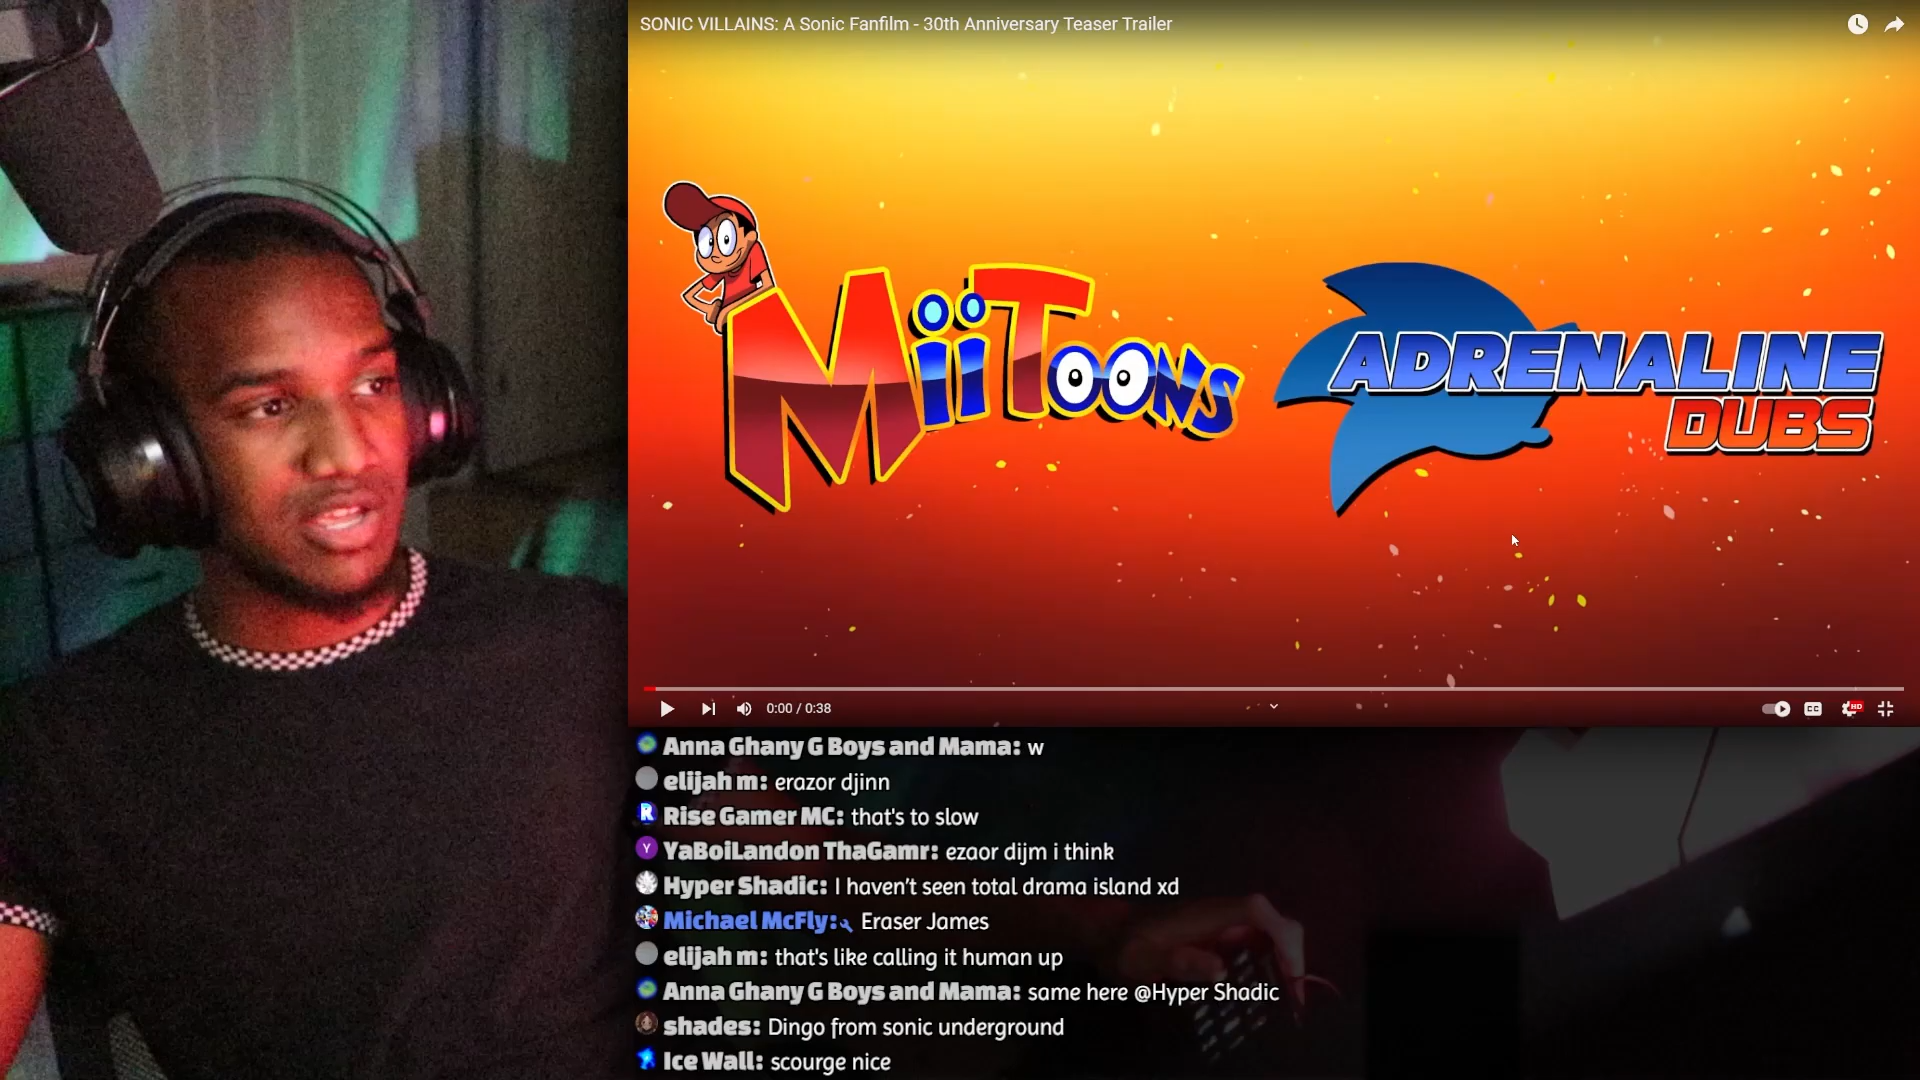 SONIC VILLAINS: A Sonic Fanfilm - 30th Anniversary Teaser Trailer
MiiToons
ADRENALINE
DUBS
0:00 / 0:38
CC
HD
Anna Ghany G Boys and Mama: w
elijah m: erazor djinn
R Rise Gamer MC: that's to slow
Y YaBoiLandon ThaGamr: ezaor dijm i think
Hyper Shadic: I haven't seen total drama island xd
Michael McFly: Eraser James
elijah m: that's like calling it human up
Anna Ghany G Boys and Mama: same here @Hyper Shadic
shades: Dingo from sonic underground
Ice Wall: scourge nice